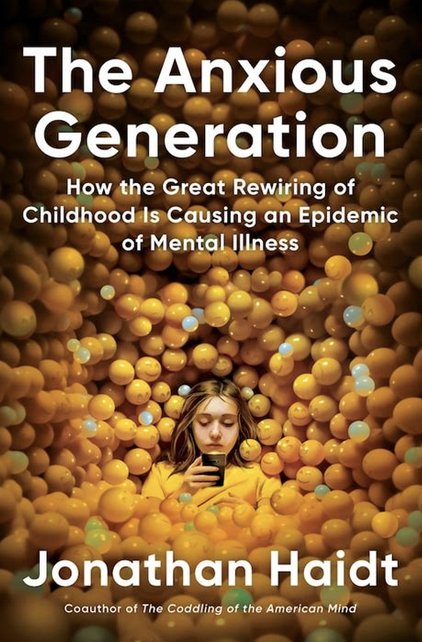 The Anxious
Generation
How the Great Rewiring of
Childhood Is Causing an Epidemic
of Mental Illness
Jonathan Haidt
Coauthor of The Coddling of the American Mind